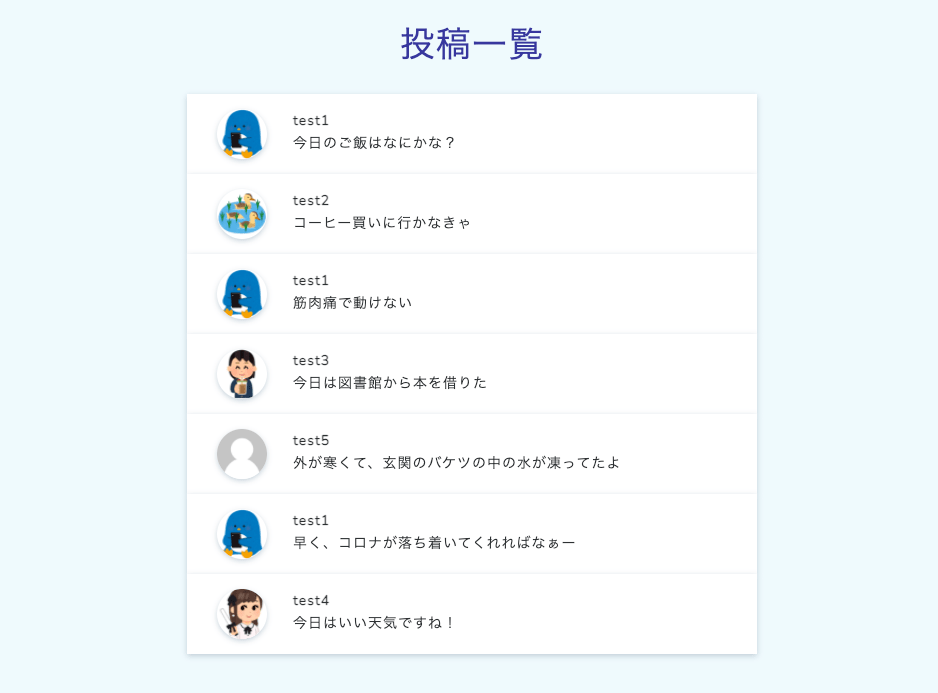 投稿一覧
test1
今日のご飯はなにかな？
test2
コーヒー買いに行かなきゃ
test1
筋肉痛で動けない
test3
今日は図書館から本を借りた
test5
外が寒くて、玄関のバケツの中の水が凍ってたよ
test1
早く、コロナが落ち着いてくれればなぁー
test4
今日はいい天気ですね！